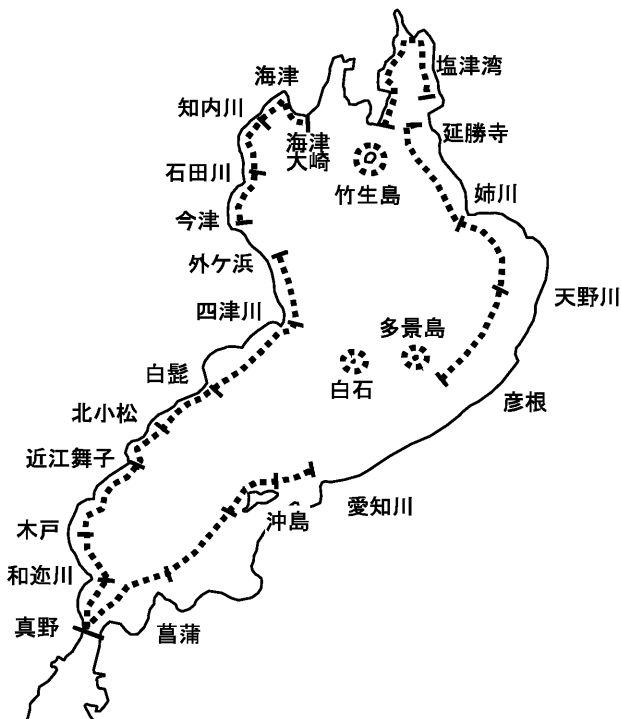 塩津湾
海津
知内川
海津
大崎
延勝寺
石田川
竹生島
姉川
今津
外ケ浜
天野川
四津川
多景島
白髭
白石
彦根
北小松
近江舞子
愛知川
沖島
木戸
和迩川
真野
菖蒲